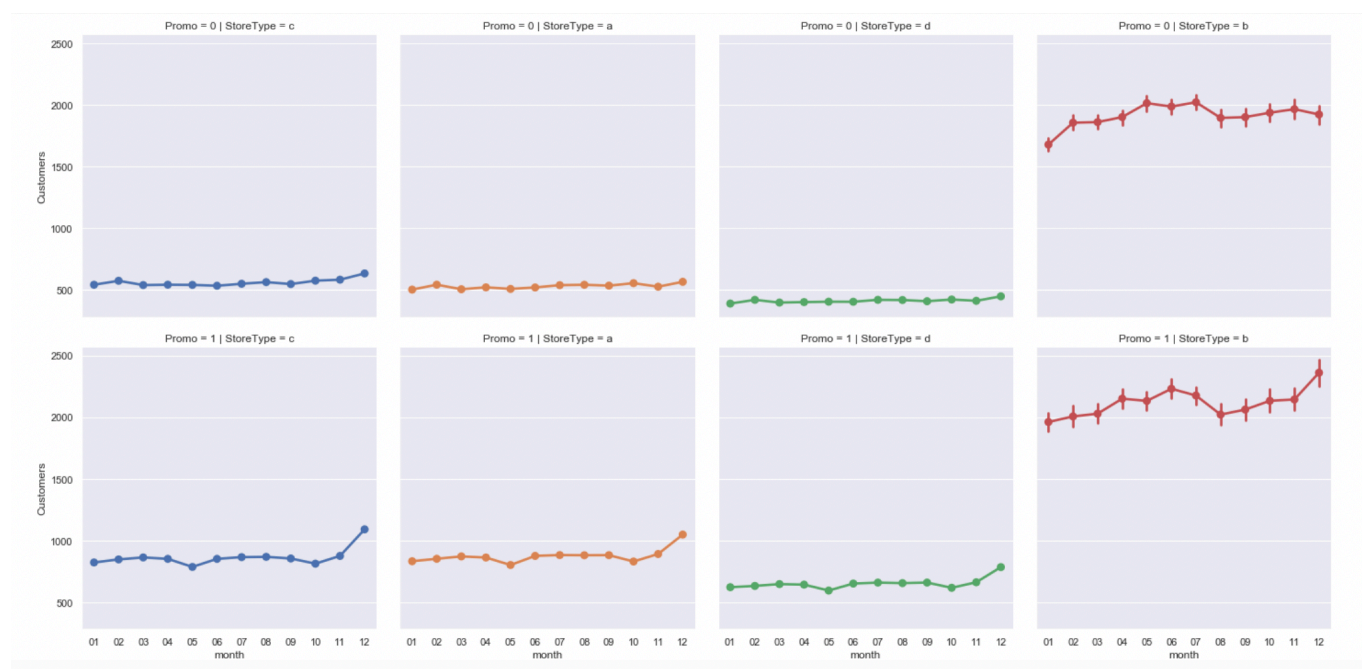 Promo = 0 | StoreType = c
Promo = 0 | StoreType = a
Promo = 0 | StoreType = d
Promo = 0 | StoreType = b
2500
2000
1500
1000
500
Customers
Promo = 1 | StoreType = c
Promo = 1 | StoreType = a
Promo = 1 | StoreType = d
Promo = 1 | StoreType = b
2500
2000
1500
1000
500
Customers
01 02 03 04 05 06 07 08 09 10 11 12
month
01 02 03 04 05 06 07 08 09 10 11 12
month
01 02 03 04 05 06 07 08 09 10 11 12
month
01 02 03 04 05 06 07 08 09 10 11 12
month